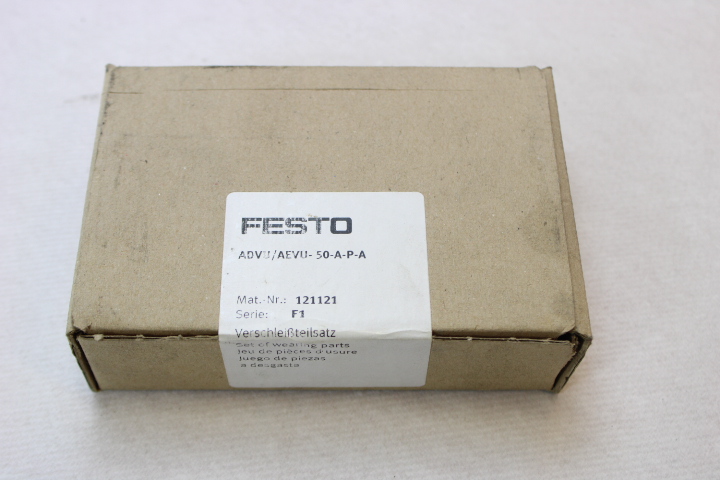 FESTO
ADVU/AEVU- 50-A-P-A
Mat.-Nr.: 121121
Serie: F1
Verschleißteilsatz
Set of wearing parts
Jeu de pièces d'usure
Juego de piezas
a desgasta